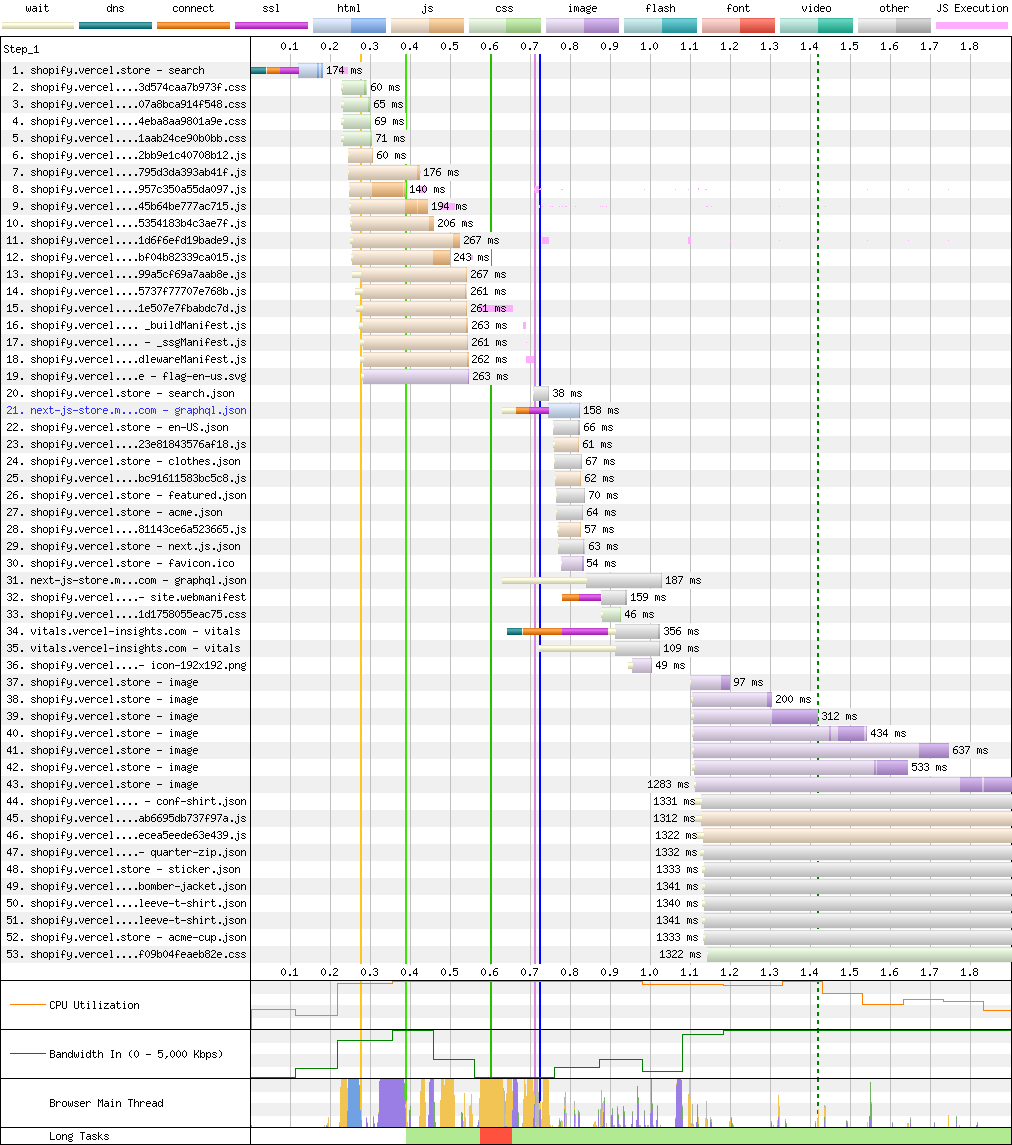 wait dns connect ssl html js css image flash font video other JS Execution
Step_1 0.1 0.2 0.3 0.4 0.5 0.6 0.7 0.8 0.9 1.0 1.1 1.2 1.3 1.4 1.5 1.6 1.7 1.8
1. shopify.vercel.store - search 174 ms
2. shopify.vercel....3d574caa7b973f.css 60 ms
3. shopify.vercel....07a8bca914f548.css 65 ms
4. shopify.vercel....4eba8aa9801a9e.css 69 ms
5. shopify.vercel....1aab24ce90b0bb.css 71 ms
6. shopify.vercel....2bb9e1c40708b12.js 60 ms
7. shopify.vercel....795d3da393ab41f.js 176 ms
8. shopify.vercel....957c350a55da097.js 140 ms
9. shopify.vercel....45b64be777ac715.js 194 ms
10. shopify.vercel....5354183b4c3ae7f.js 206 ms
11. shopify.vercel....1d6f6efd19bade9.js 267 ms
12. shopify.vercel....bf04b82339ca015.js 243 ms
13. shopify.vercel....99a5cf69a7aab8e.js 267 ms
14. shopify.vercel....5737f77707e768b.js 261 ms
15. shopify.vercel....1e507e7fbabdc7d.js 261 ms
16. shopify.vercel.... _buildManifest.js 263 ms
17. shopify.vercel.... - _ssgManifest.js 261 ms
18. shopify.vercel....dlewareManifest.js 262 ms
19. shopify.vercel....e - flag-en-us.svg 263 ms
20. shopify.vercel.store - search.json 38 ms
21. next-js-store.m...com - graphql.json 158 ms
22. shopify.vercel.store - en-US.json 66 ms
23. shopify.vercel....23e81843576af18.js 61 ms
24. shopify.vercel.store - clothes.json 67 ms
25. shopify.vercel....bc91611583bc5c8.js 62 ms
26. shopify.vercel.store - featured.json 70 ms
27. shopify.vercel.store - acme.json 64 ms
28. shopify.vercel....81143ce6a523665.js 57 ms
29. shopify.vercel.store - next.js.json 63 ms
30. shopify.vercel.store - favicon.ico 54 ms
31. next-js-store.m...com - graphql.json 187 ms
32. shopify.vercel....- site.webmanifest 159 ms
33. shopify.vercel....1d1758055eac75.css 46 ms
34. vitals.vercel-insights.com - vitals 356 ms
35. vitals.vercel-insights.com - vitals 109 ms
36. shopify.vercel....- icon-192x192.png 49 ms
37. shopify.vercel.store - image 97 ms
38. shopify.vercel.store - image 200 ms
39. shopify.vercel.store - image 312 ms
40. shopify.vercel.store - image 434 ms
41. shopify.vercel.store - image 637 ms
42. shopify.vercel.store - image 533 ms
43. shopify.vercel.store - image 1283 ms
44. shopify.vercel.... - conf-shirt.json 1331 ms
45. shopify.vercel....ab6695db737f97a.js 1312 ms
46. shopify.vercel....ecea5eede63e439.js 1322 ms
47. shopify.vercel....- quarter-zip.json 1332 ms
48. shopify.vercel.store - sticker.json 1333 ms
49. shopify.vercel....bomber-jacket.json 1341 ms
50. shopify.vercel....leeve-t-shirt.json 1340 ms
51. shopify.vercel....leeve-t-shirt.json 1341 ms
52. shopify.vercel.store - acme-cup.json 1333 ms
53. shopify.vercel....f09b04feaeb82e.css 1322 ms
0.1 0.2 0.3 0.4 0.5 0.6 0.7 0.8 0.9 1.0 1.1 1.2 1.3 1.4 1.5 1.6 1.7 1.8
CPU Utilization
Bandwidth In (0 - 5,000 Kbps)
Browser Main Thread
Long Tasks